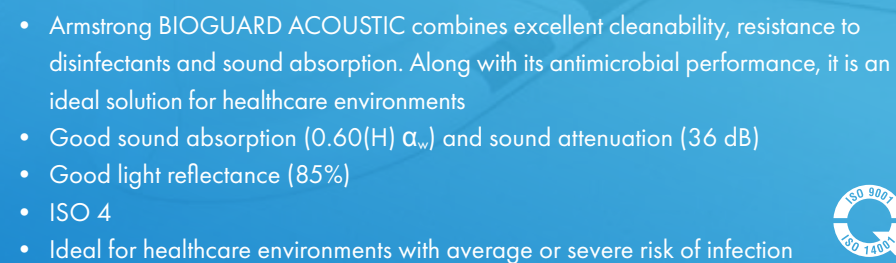 • Armstrong BIOGUARD ACOUSTIC combines excellent cleanability, resistance to
disinfectants and sound absorption. Along with its antimicrobial performance, it is an
ideal solution for healthcare environments
• Good sound absorption (0.60(H) αw) and sound attenuation (36 dB)
• Good light reflectance (85%)
• ISO 4
• Ideal for healthcare environments with average or severe risk of infection
ISO 9001
ISO 14001